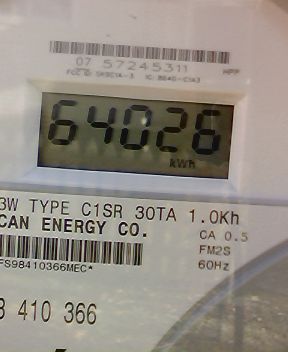 07 57245311
64026
kWh
3W TYPE C1SR 30TA 1.0Kh
CAN ENERGY CO.
CA 0.5
FM2S
FS98410366MEC*
60Hz
8 410 366